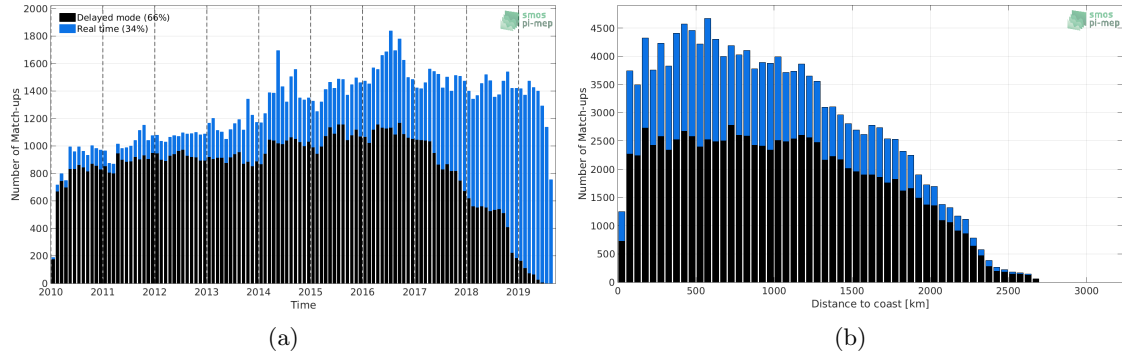 2000
1800
1600
1400
1200
1000
800
600
400
200
0
Number of Match-ups
Delayed mode (66%)
Real time (34%)
smos
pi-mep
2010 2011 2012 2013 2014 2015 2016 2017 2018 2019
Time
(a)
4500
4000
3500
3000
2500
2000
1500
1000
500
0
Number of Match-ups
smos
pi-mep
0 500 1000 1500 2000 2500 3000
Distance to coast [km]
(b)